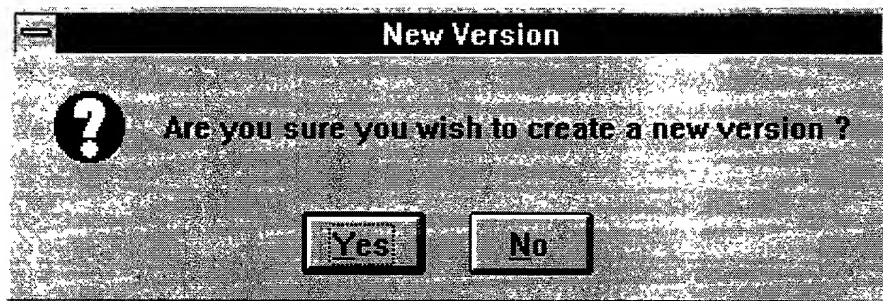 New Version
Are you sure you wish to create a new version ?
Yes
No